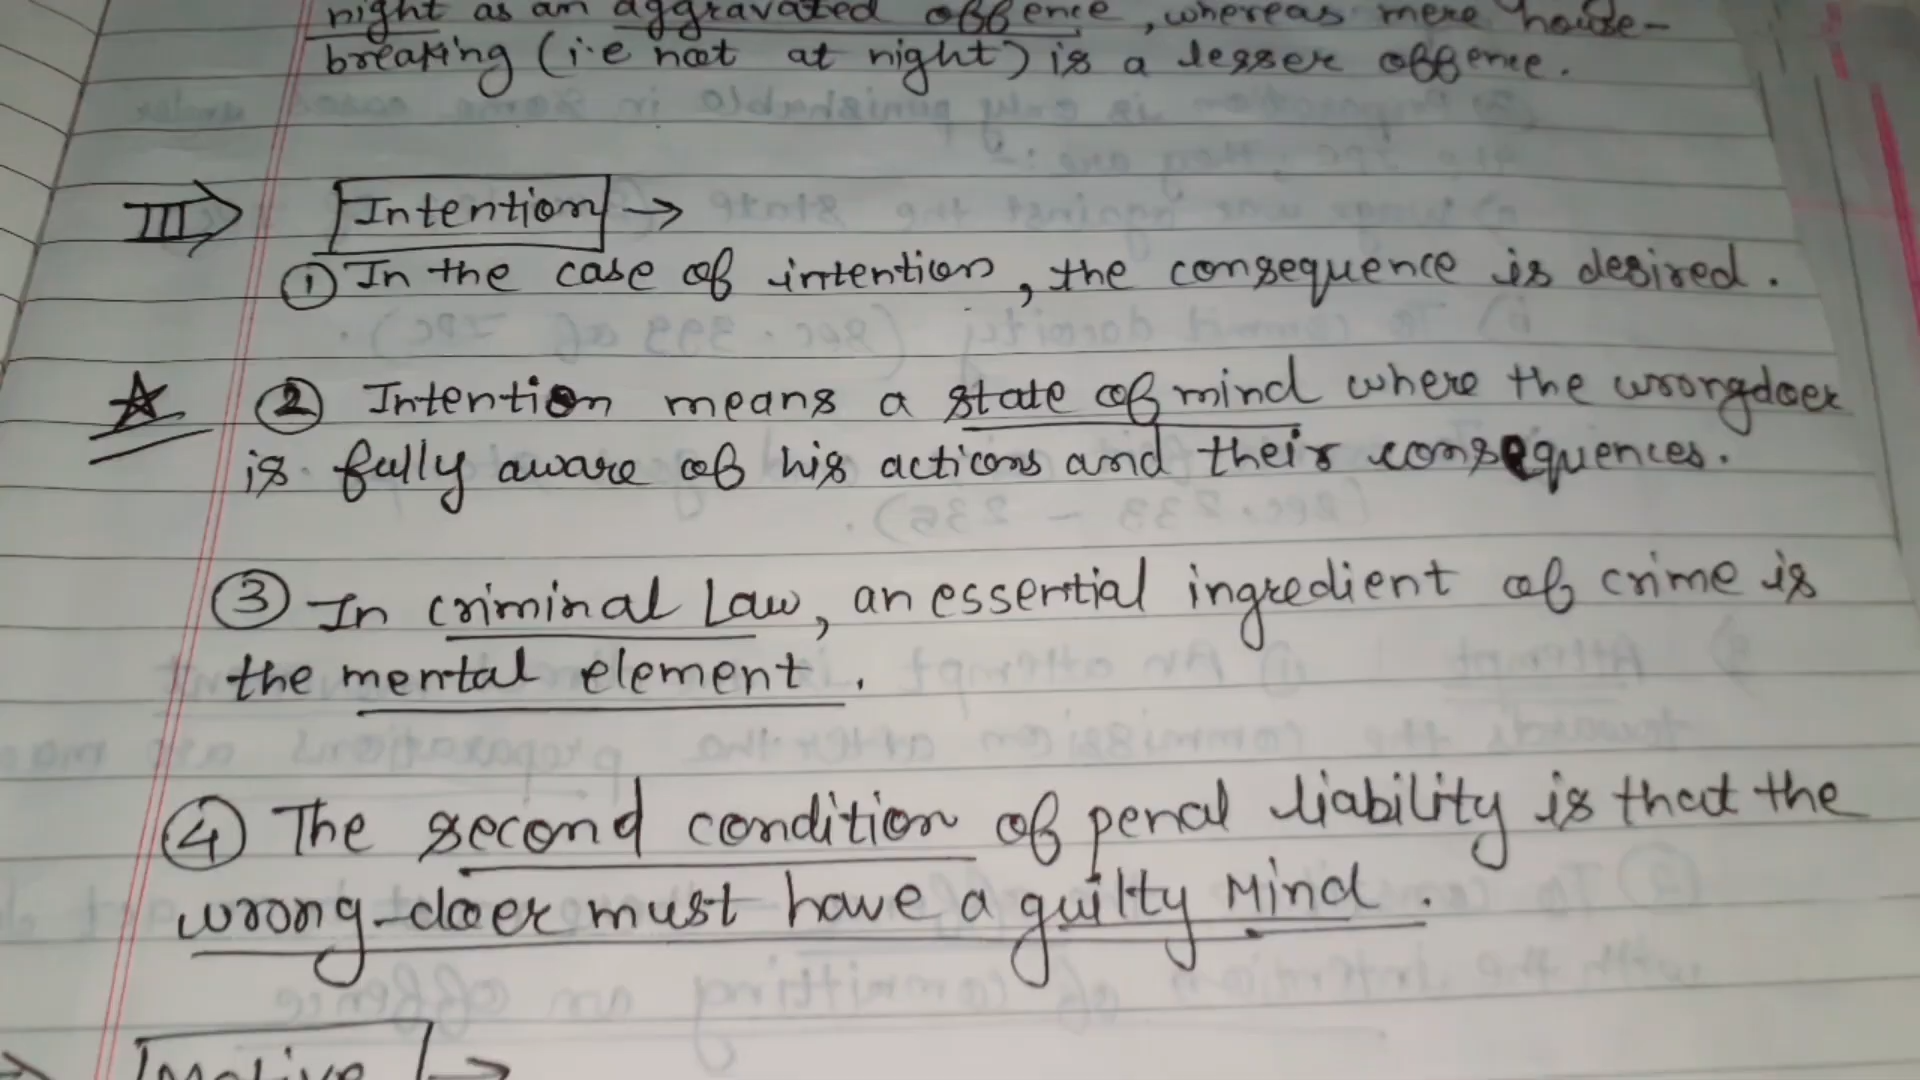 night as an aggravated offence, whereas mere house-
breaking (i.e not at night) is a lesser offence.
III Intention →
① In the case of intention, the consequence is desired.
② Intention means a state of mind where the wrongdoer
is fully aware of his actions and their consequences.
③ In criminal Law, an essential ingredient of crime is
the mental element.
④ The second condition of penal liability is that the
wrong-doer must have a guilty Mind.
Motive →